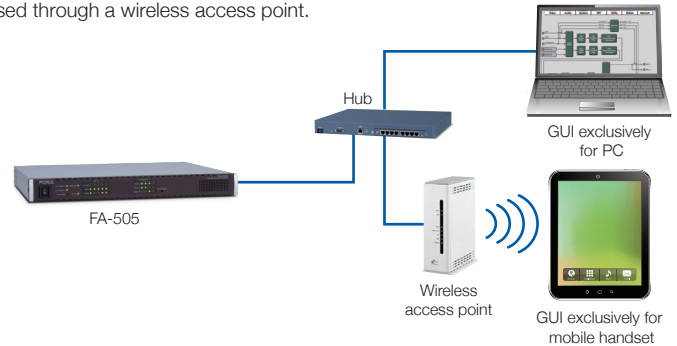 sed through a wireless access point.
Hub
GUI exclusively
for PC
FA-505
Wireless
access point
GUI exclusively for
mobile handset